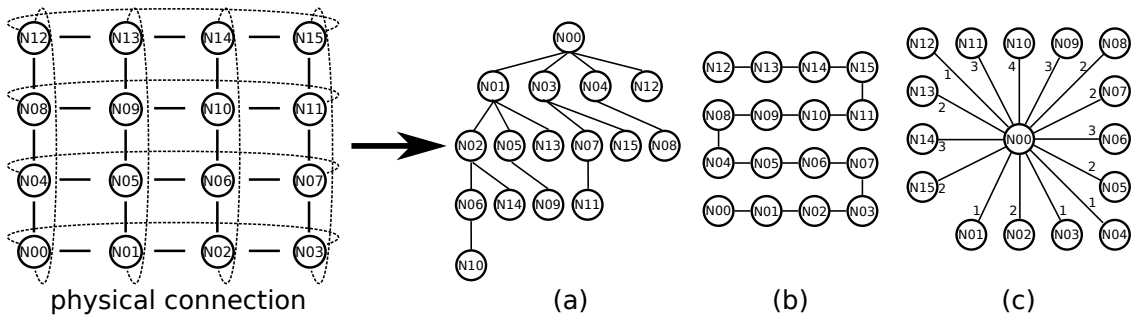 N12 N13 N14 N15
N08 N09 N10 N11
N04 N05 N06 N07
N00 N01 N02 N03
physical connection
N00
N01 N03 N04 N12
N02 N05 N13 N07 N15 N08
N06 N14 N09 N11
N10
(a)
N12 N13 N14 N15
N08 N09 N10 N11
N04 N05 N06 N07
N00 N01 N02 N03
(b)
N12 N11 N10 N09 N08
1 3 4 3 2
N13 2 2 N07
N14 3 N00 3 N06
N15 2 2 N05
1 2 1 1
N01 N02 N03 N04
(c)